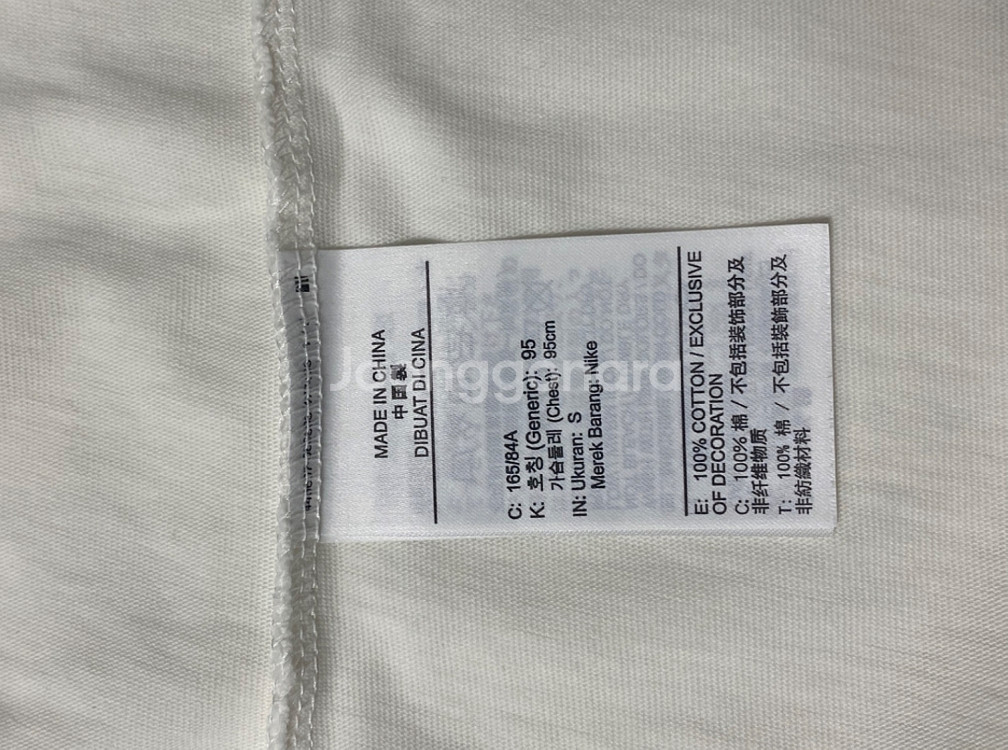 MADE IN CHINA
中国製
DIBUAT DI CINA
C: 165/84A
K: 호칭 (Generic): 95
가슴둘레 (Chest): 95cm
IN: Ukuran: S
Merek Barang: Nike
E: 100% COTTON / EXCLUSIVE
OF DECORATION
C: 100% 棉 / 不包括装饰部分及
非纤维物质
T: 100% 棉 / 不包括裝飾部分及
非紡織材料
Joonggonara